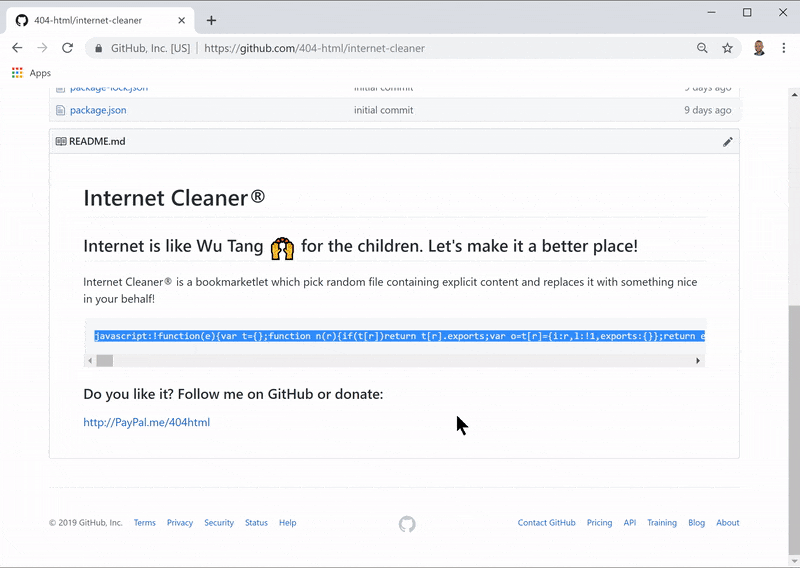 404-html/internet-cleaner
GitHub, Inc. [US] https://github.com/404-html/internet-cleaner
Apps
package-lock.json initial commit 9 days ago
package.json initial commit 9 days ago
README.md
Internet Cleaner®
Internet is like Wu Tang 🙌 for the children. Let's make it a better place!
Internet Cleaner® is a bookmarketlet which pick random file containing explicit content and replaces it with something nice
in your behalf!
javascript:!function(e){var t={};function n(r){if(t[r])return t[r].exports;var o=t[r]={i:r,l:!1,exports:{}};return e
Do you like it? Follow me on GitHub or donate:
http://PayPal.me/404html
© 2019 GitHub, Inc. Terms Privacy Security Status Help Contact GitHub Pricing API Training Blog About